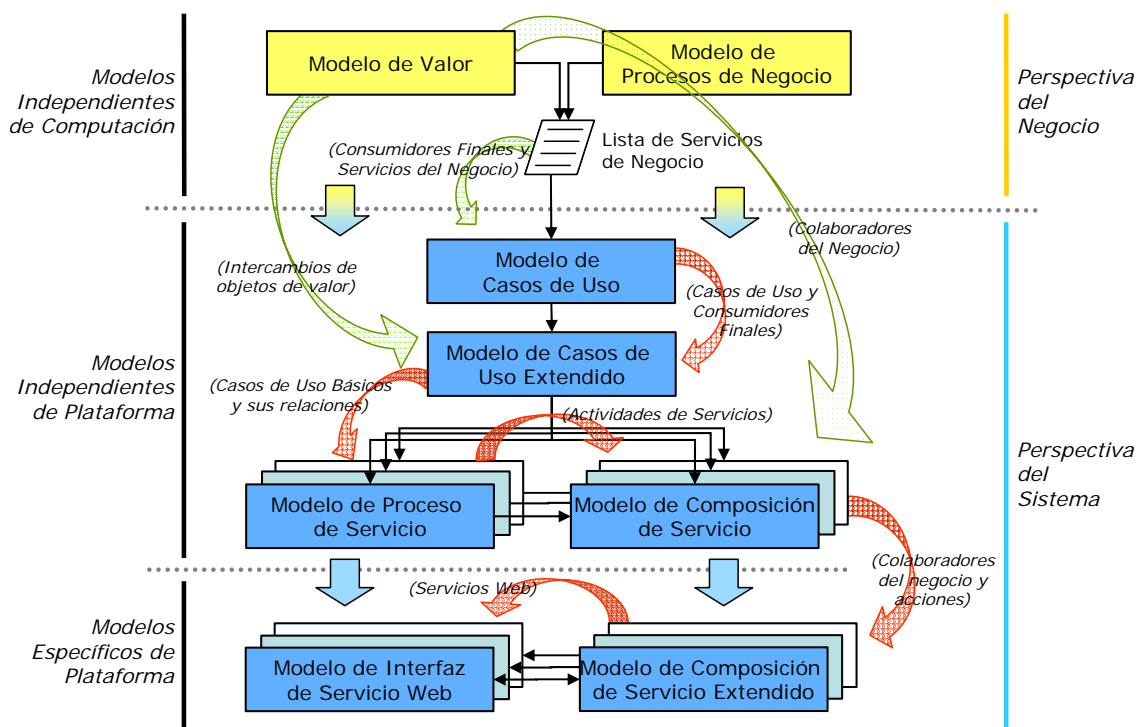 Modelos
Independientes
de Computación
Modelo de Valor
Modelo de
Procesos de Negocio
Perspectiva
del
Negocio
(Consumidores Finales y
Servicios del Negocio)
Lista de Servicios
de Negocio
(Colaboradores
del Negocio)
(Intercambios de
objetos de valor)
Modelo de
Casos de Uso
(Casos de Uso y
Consumidores
Finales)
Modelos
Independientes
de Plataforma
Modelo de Casos de
Uso Extendido
(Casos de Uso Básicos
y sus relaciones)
(Actividades de Servicios)
Perspectiva
del
Sistema
Modelo de Proceso
de Servicio
Modelo de Composición
de Servicio
(Colaboradores
del negocio y
acciones)
(Servicios Web)
Modelos
Específicos de
Plataforma
Modelo de Interfaz
de Servicio Web
Modelo de Composición
de Servicio Extendido